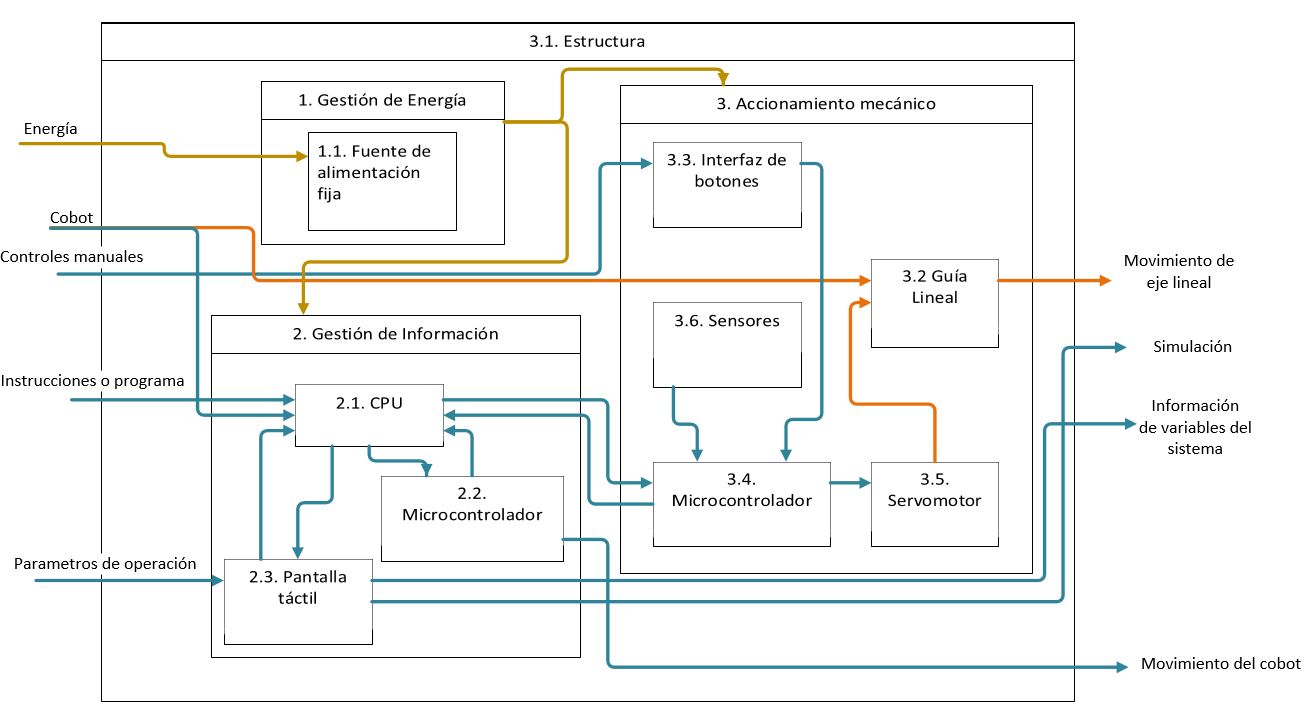 3.1. Estructura
1. Gestión de Energía
3. Accionamiento mecánico
Energía
1.1. Fuente de
alimentación
fija
3.3. Interfaz de
botones
Cobot
Controles manuales
3.2 Guía
Lineal
Movimiento de
eje lineal
3.6. Sensores
2. Gestión de Información
Simulación
Instrucciones o programa
2.1. CPU
Información
de variables del
sistema
3.4.
Microcontrolador
3.5.
Servomotor
2.2.
Microcontrolador
Parametros de operación
2.3. Pantalla
táctil
Movimiento del cobot